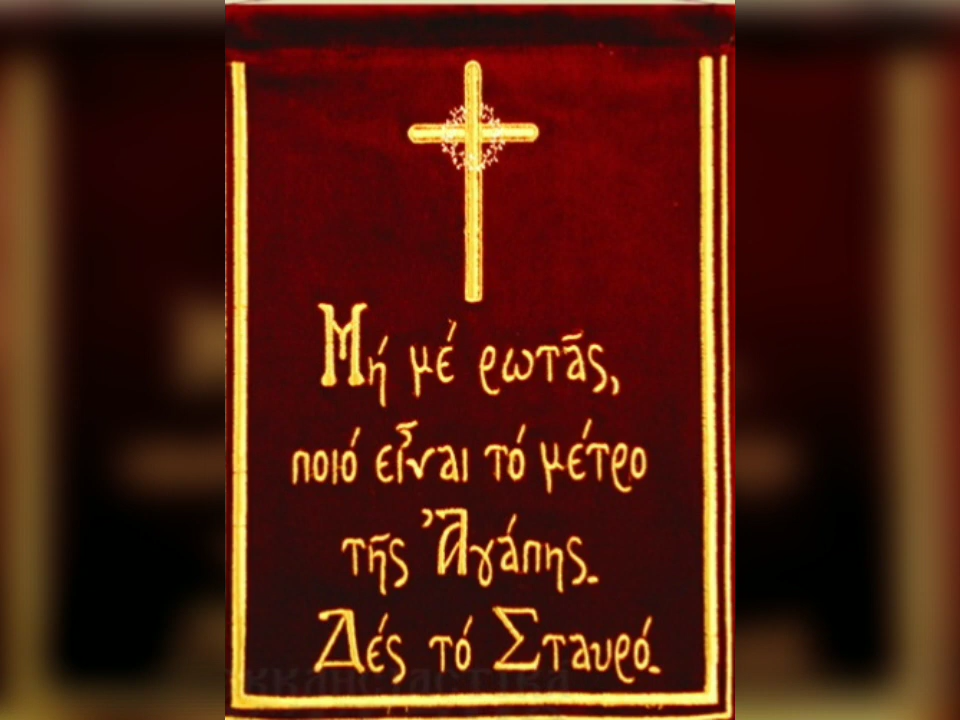 Μή μέ ρωτᾶς,
ποιό εἶναι τό μέτρο
τῆς Ἀγάπης.
Δές τό Σταυρό.